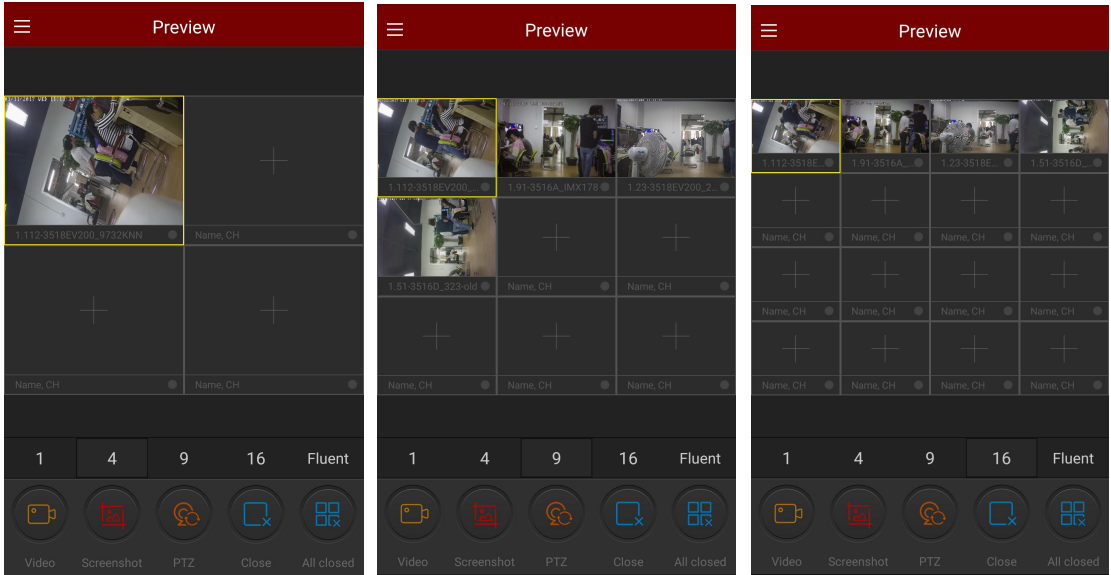 Preview
1.112-3518EV200_9732KNN
Name, CH
Name, CH
Name, CH
1 4 9 16 Fluent
Video Screenshot PTZ Close All closed
Preview
1.112-3518EV200_... 1.91-3516A_IMX178 1.23-3518EV200_2...
1.51-3516D_323-old Name, CH Name, CH
Name, CH Name, CH Name, CH
1 4 9 16 Fluent
Video Screenshot PTZ Close All closed
Preview
1.112-3518E... 1.91-3516A_... 1.23-3518E... 1.51-3516D_...
Name, CH Name, CH Name, CH Name, CH
Name, CH Name, CH Name, CH Name, CH
Name, CH Name, CH Name, CH Name, CH
1 4 9 16 Fluent
Video Screenshot PTZ Close All closed